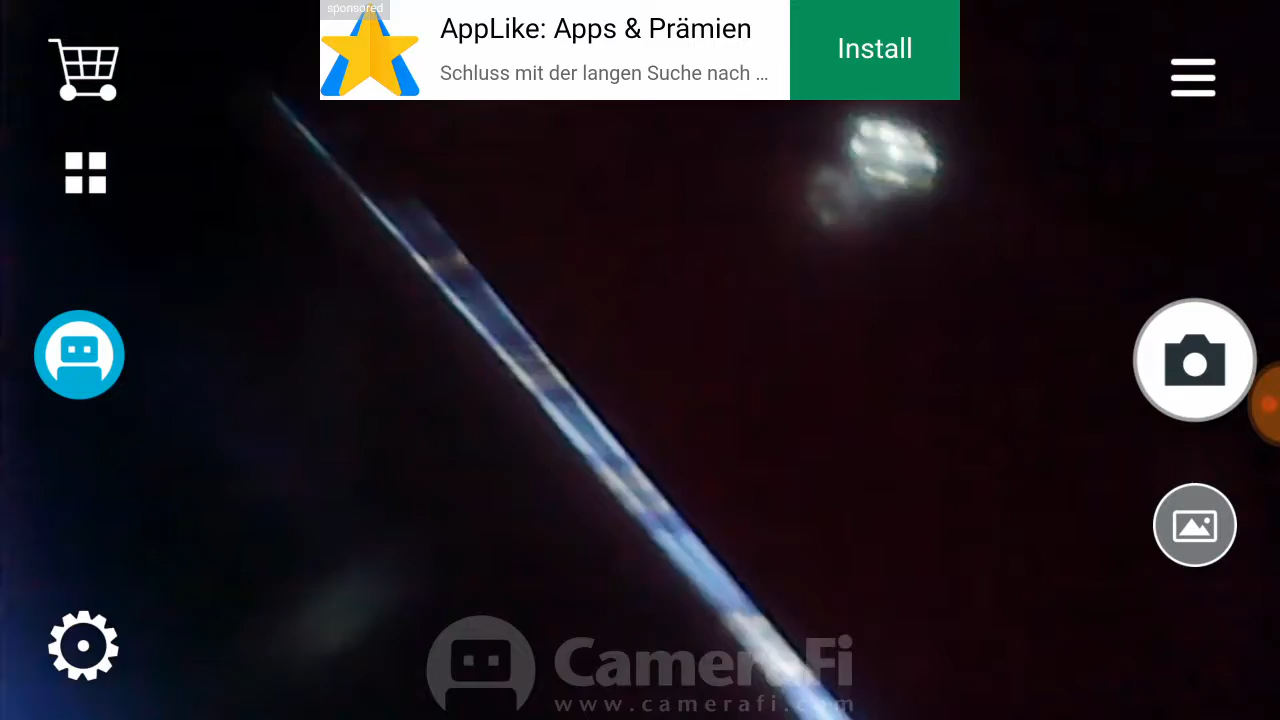 sponsored
AppLike: Apps & Prämien
Schluss mit der langen Suche nach ...
Install
CameraFi
www.camerafi.com